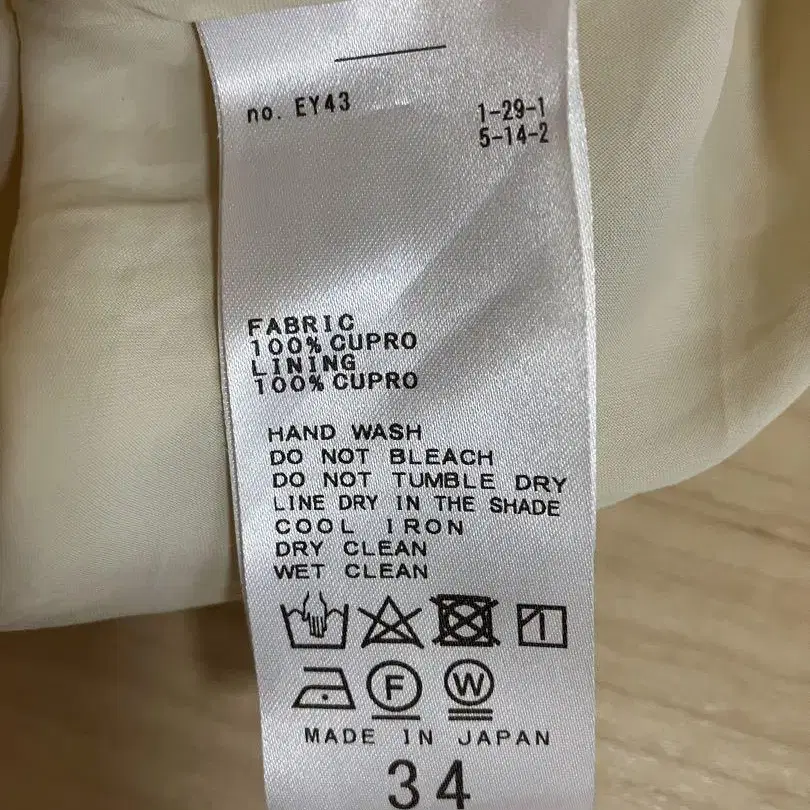 no. EY43
1-29-1
5-14-2
FABRIC
100% CUPRO
LINING
100% CUPRO
HAND WASH
DO NOT BLEACH
DO NOT TUMBLE DRY
LINE DRY IN THE SHADE
COOL IRON
DRY CLEAN
WET CLEAN
F W
MADE IN JAPAN
34